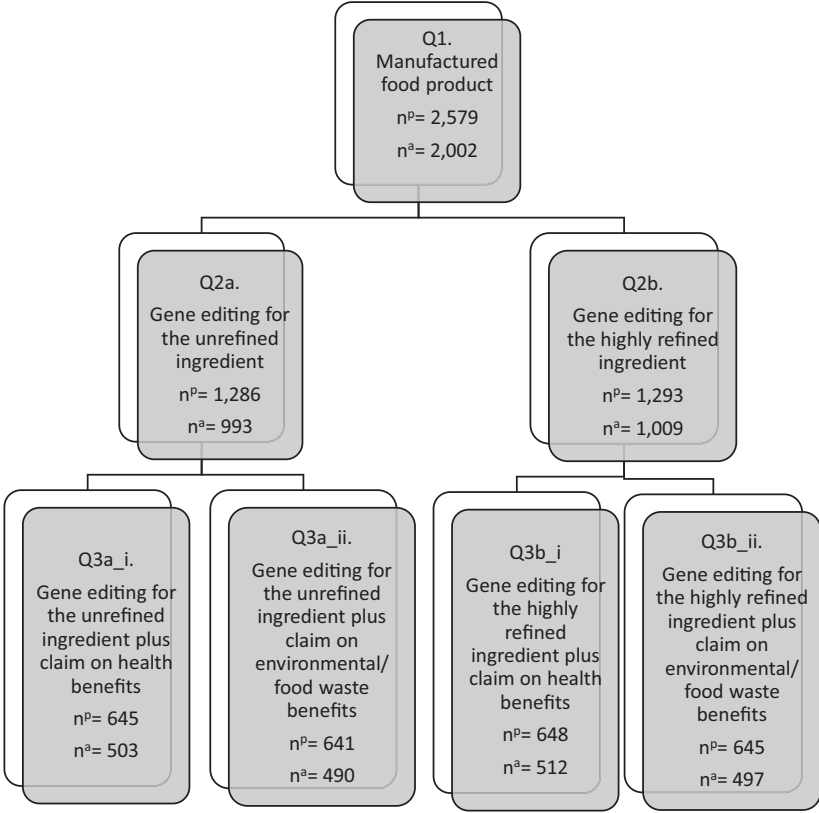 Q1.
Manufactured
food product
nᵖ= 2,579
nᵃ= 2,002
Q2a.
Gene editing for
the unrefined
ingredient
nᵖ= 1,286
nᵃ= 993
Q2b.
Gene editing for
the highly refined
ingredient
nᵖ= 1,293
nᵃ= 1,009
Q3a_i.
Gene editing for
the unrefined
ingredient plus
claim on health
benefits
nᵖ= 645
nᵃ= 503
Q3a_ii.
Gene editing for
the unrefined
ingredient plus
claim on
environmental/
food waste
benefits
nᵖ= 641
nᵃ= 490
Q3b_i
Gene editing for
the highly
refined
ingredient plus
claim on health
benefits
nᵖ= 648
nᵃ= 512
Q3b_ii.
Gene editing for
the highly refined
ingredient plus
claim on
environmental/
food waste
benefits
nᵖ= 645
nᵃ= 497